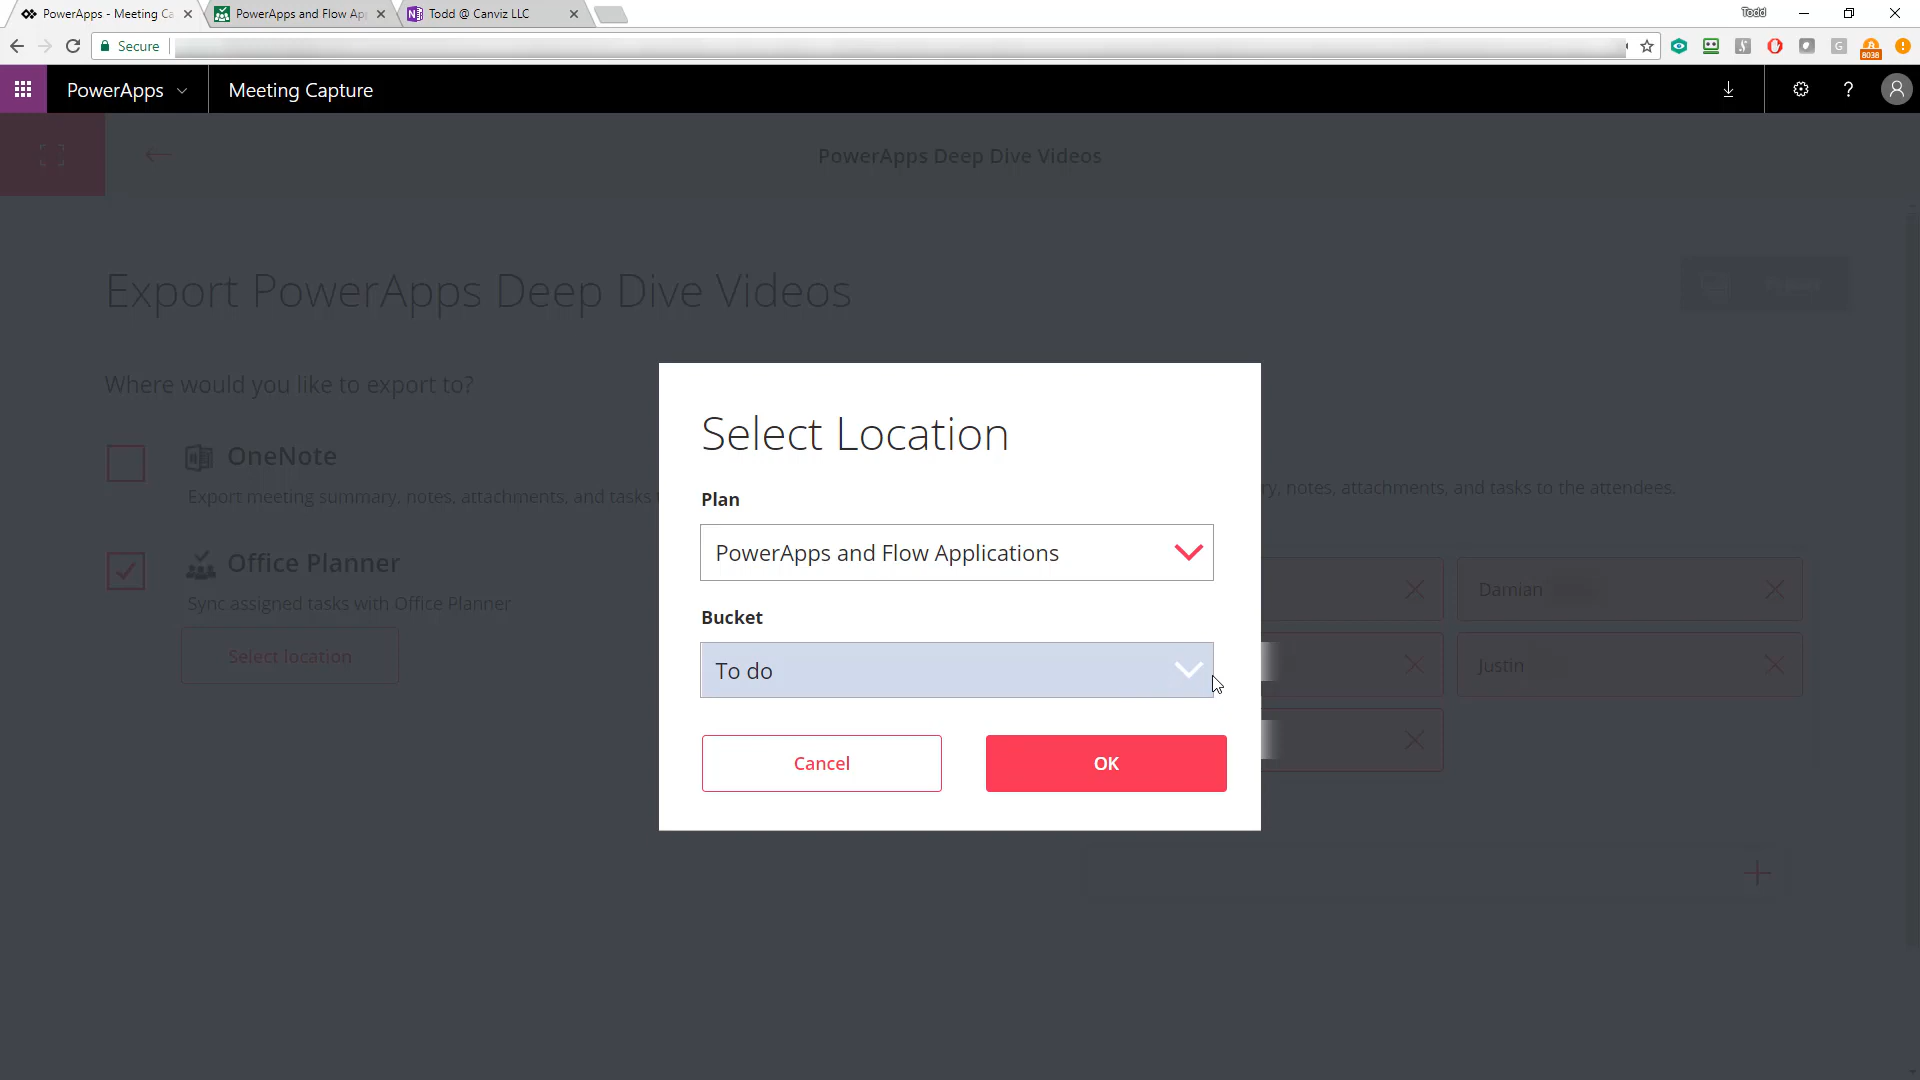 PowerApps - Meeting Ca
PowerApps and Flow Ap
Todd @ Canviz LLC
Todd
Secure
8038
PowerApps
Meeting Capture
?
PowerApps Deep Dive Videos
Export PowerApps Deep Dive Videos
Where would you like to export to?
OneNote
Export meeting summary, notes, attachments, and tasks
ry, notes, attachments, and tasks to the attendees.
Office Planner
Sync assigned tasks with Office Planner
Select location
Select Location
Plan
PowerApps and Flow Applications
Bucket
To do
Cancel
OK
Damian
Justin